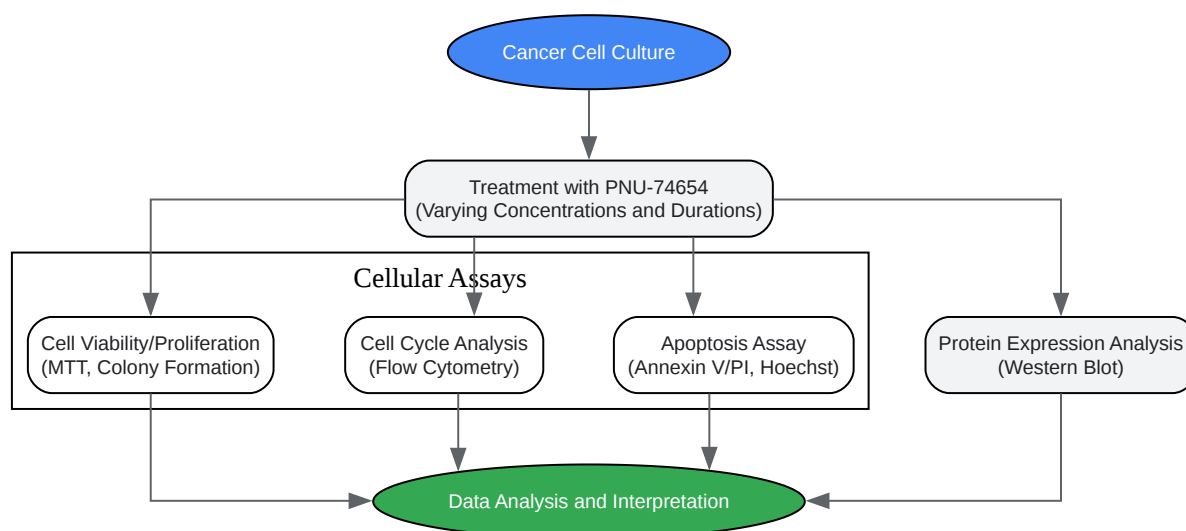 Cancer Cell Culture
Treatment with PNU-74654
(Varying Concentrations and Durations)
Cellular Assays
Cell Viability/Proliferation
(MTT, Colony Formation)
Cell Cycle Analysis
(Flow Cytometry)
Apoptosis Assay
(Annexin V/PI, Hoechst)
Protein Expression Analysis
(Western Blot)
Data Analysis and Interpretation